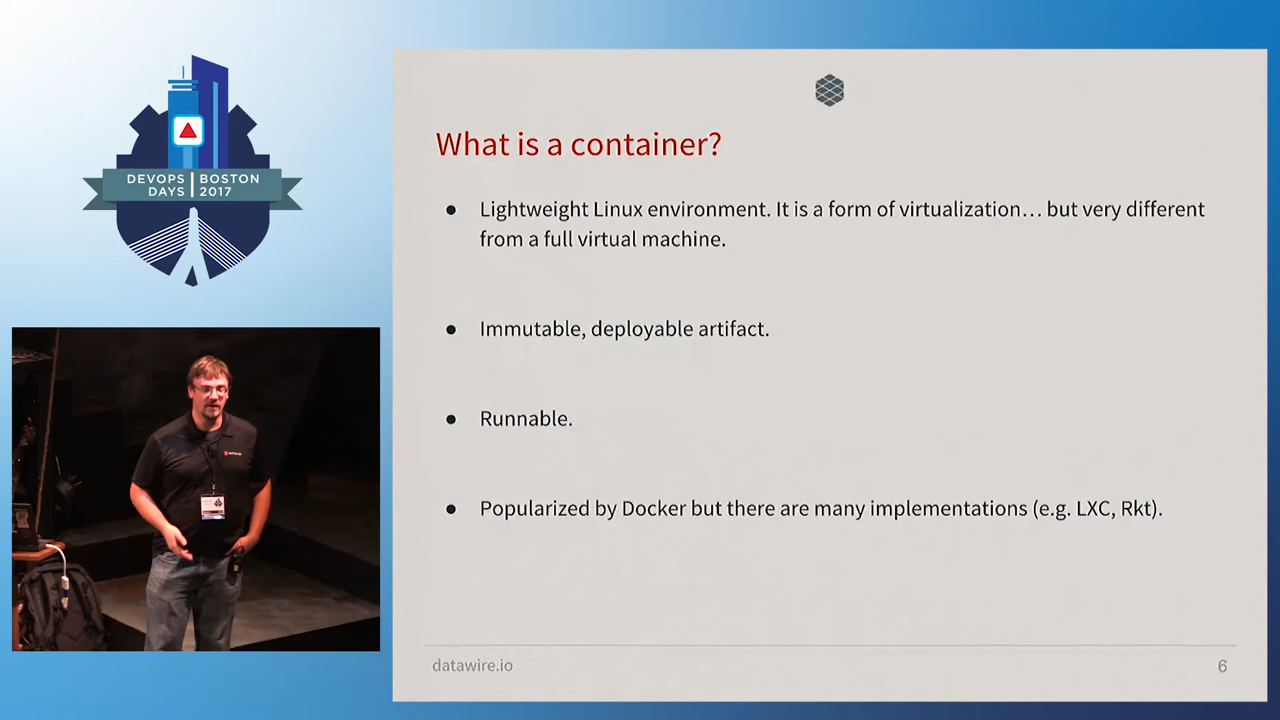 DEVOPS BOSTON
DAYS 2017
What is a container?
● Lightweight Linux environment. It is a form of virtualization… but very different
from a full virtual machine.
● Immutable, deployable artifact.
● Runnable.
● Popularized by Docker but there are many implementations (e.g. LXC, Rkt).
datawire.io
6